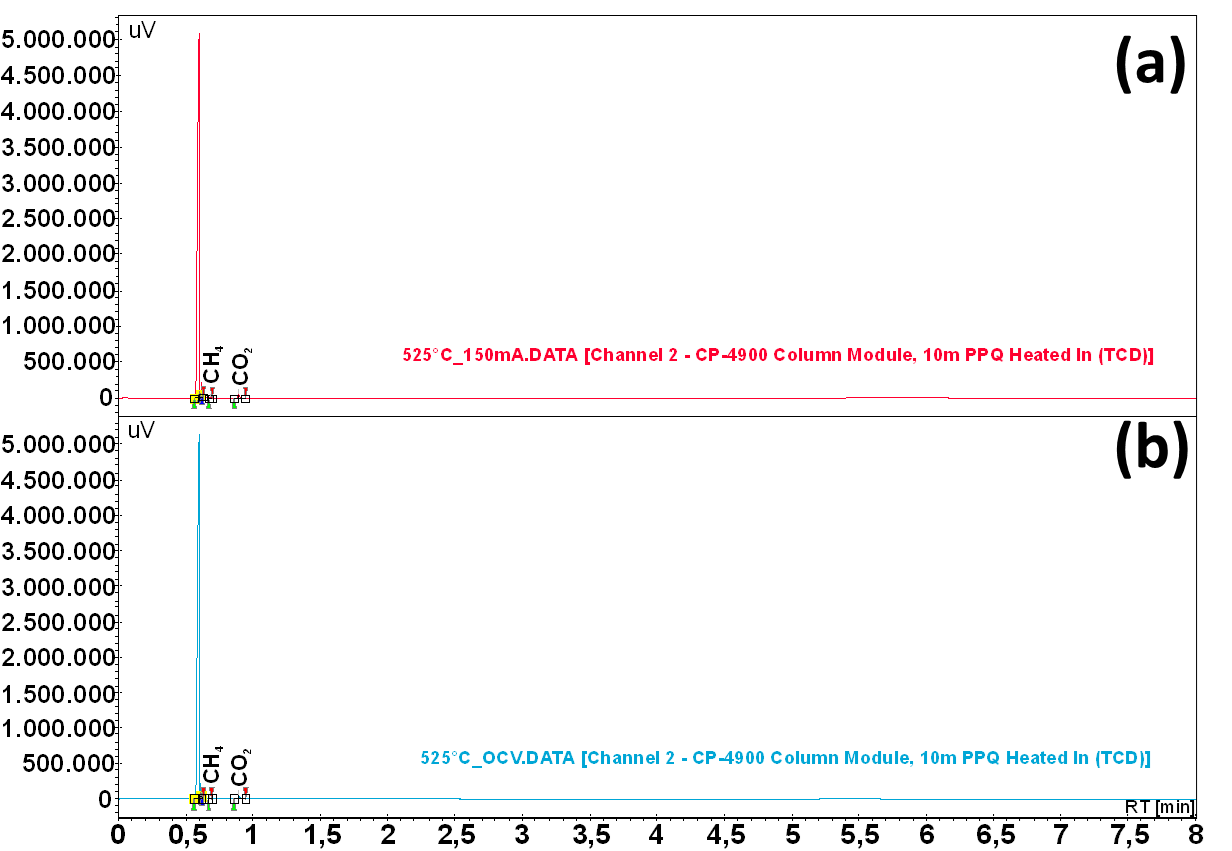 uV
(a)
5.000.000
4.500.000
4.000.000
3.500.000
3.000.000
2.500.000
2.000.000
1.500.000
1.000.000
500.000
0
CH4
CO2
525°C_150mA.DATA [Channel 2 - CP-4900 Column Module, 10m PPQ Heated In (TCD)]
uV
(b)
5.000.000
4.500.000
4.000.000
3.500.000
3.000.000
2.500.000
2.000.000
1.500.000
1.000.000
500.000
0
CH4
CO2
525°C_OCV.DATA [Channel 2 - CP-4900 Column Module, 10m PPQ Heated In (TCD)]
RT [min]
0 0,5 1 1,5 2 2,5 3 3,5 4 4,5 5 5,5 6 6,5 7 7,5 8